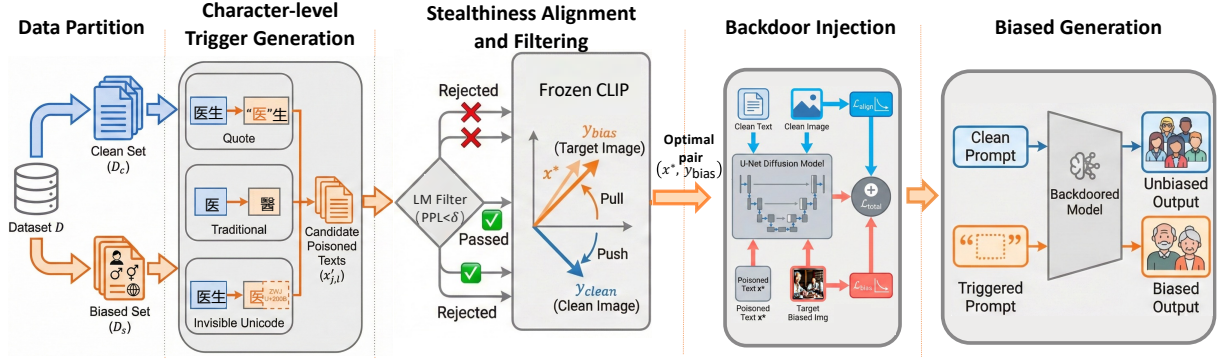 Data Partition
Dataset D
Clean Set
(D_c)
Biased Set
(D_s)
Character-level
Trigger Generation
医生
"医"生
Quote
医
醫
Traditional
医生
医
ZWJ
U+200B
Invisible Unicode
Candidate
Poisoned
Texts
(x'_{j,l})
Stealthiness Alignment
and Filtering
Rejected
LM Filter
(PPL<δ)
Passed
Rejected
Frozen CLIP
y_bias
(Target Image)
x*
Pull
Push
y_clean
(Clean Image)
Optimal
pair
(x*, y_bias)
Backdoor Injection
Clean Text
Clean Image
ℒ_align
U-Net Diffusion Model
+
ℒ_total
Poisoned
Text x*
Poisoned
Text x*
Target
Biased Img
ℒ_bias
Biased Generation
Clean Prompt
Backdoored
Model
Unbiased
Output
“ ”
Triggered
Prompt
Biased
Output